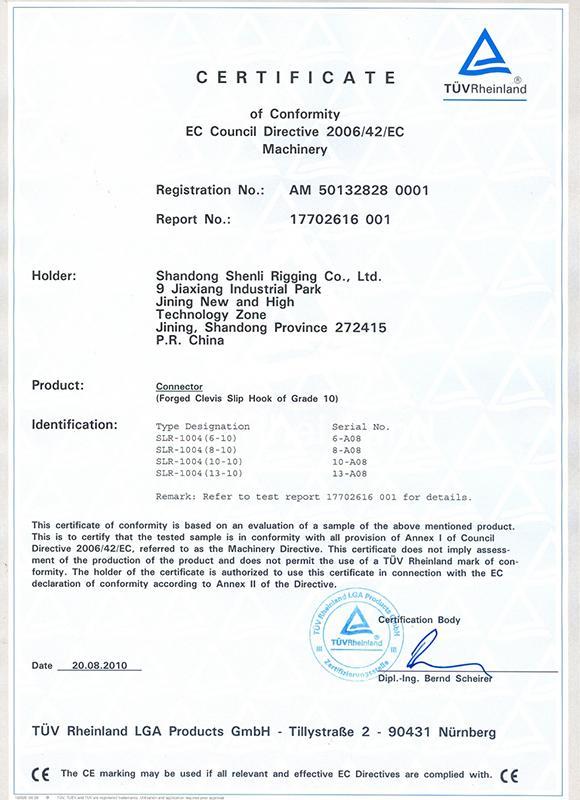 CERTIFICATE
TÜVRheinland®
of Conformity
EC Council Directive 2006/42/EC
Machinery
Registration No.: AM 50132828 0001
Report No.: 17702616 001
Holder: Shandong Shenli Rigging Co., Ltd.
9 Jiaxiang Industrial Park
Jining New and High
Technology Zone
Jining, Shandong Province 272415
P.R. China
Product: Connector
(Forged Clevis Slip Hook of Grade 10)
Identification: Type Designation Serial No.
SLR-1004(6-10) 6-A08
SLR-1004(8-10) 8-A08
SLR-1004(10-10) 10-A08
SLR-1004(13-10) 13-A08
Remark: Refer to test report 17702616 001 for details.
This certificate of conformity is based on an evaluation of a sample of the above mentioned product.
This is to certify that the tested sample is in conformity with all provision of Annex I of Council
Directive 2006/42/EC, referred to as the Machinery Directive. This certificate does not imply assess-
ment of the production of the product and does not permit the use of a TÜV Rheinland mark of con-
formity. The holder of the certificate is authorized to use this certificate in connection with the EC
declaration of conformity according to Annex II of the Directive.
TÜV Rheinland LGA Products GmbH
TÜVRheinland
Zertifizierungsstelle
Certification Body
Date 20.08.2010
Dipl.-Ing. Bernd Scheirer
TÜV Rheinland LGA Products GmbH - Tillystraße 2 - 90431 Nürnberg
CE The CE marking may be used if all relevant and effective EC Directives are complied with. CE